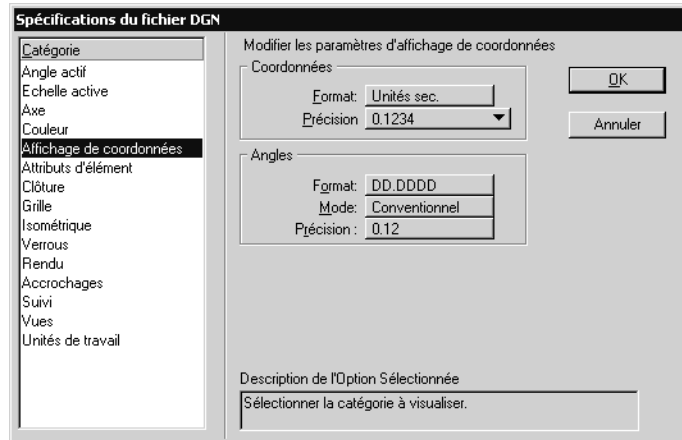 Spécifications du fichier DGN
Catégorie
Angle actif
Echelle active
Axe
Couleur
Affichage de coordonnées
Attributs d'élément
Clôture
Grille
Isométrique
Verrous
Rendu
Accrochages
Suivi
Vues
Unités de travail
Modifier les paramètres d'affichage de coordonnées
Coordonnées
Format: Unités sec.
Précision 0.1234
Angles
Format: DD.DDDD
Mode: Conventionnel
Précision : 0.12
OK
Annuler
Description de l'Option Sélectionnée
Sélectionner la catégorie à visualiser.